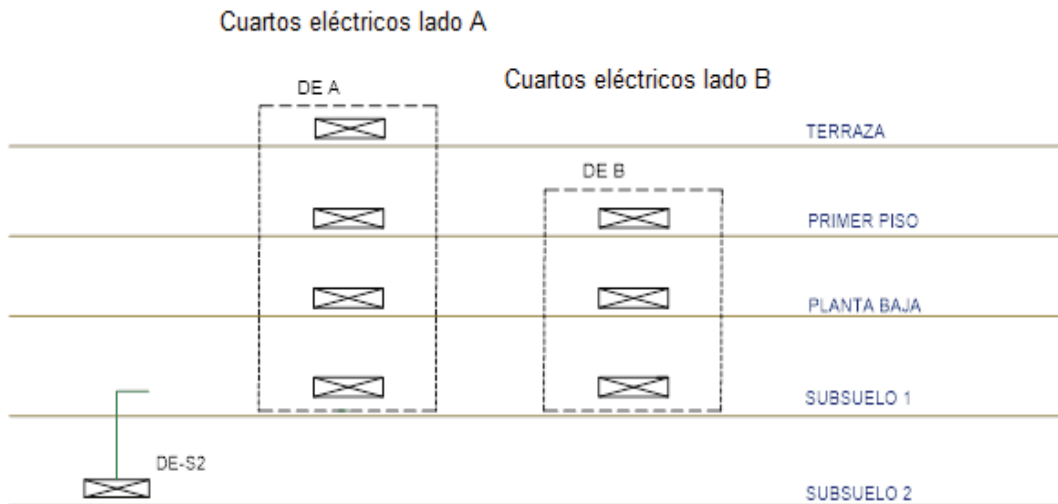 Cuartos eléctricos lado A
Cuartos eléctricos lado B
DE A
TERRAZA
DE B
PRIMER PISO
PLANTA BAJA
SUBSUELO 1
DE-S2
SUBSUELO 2